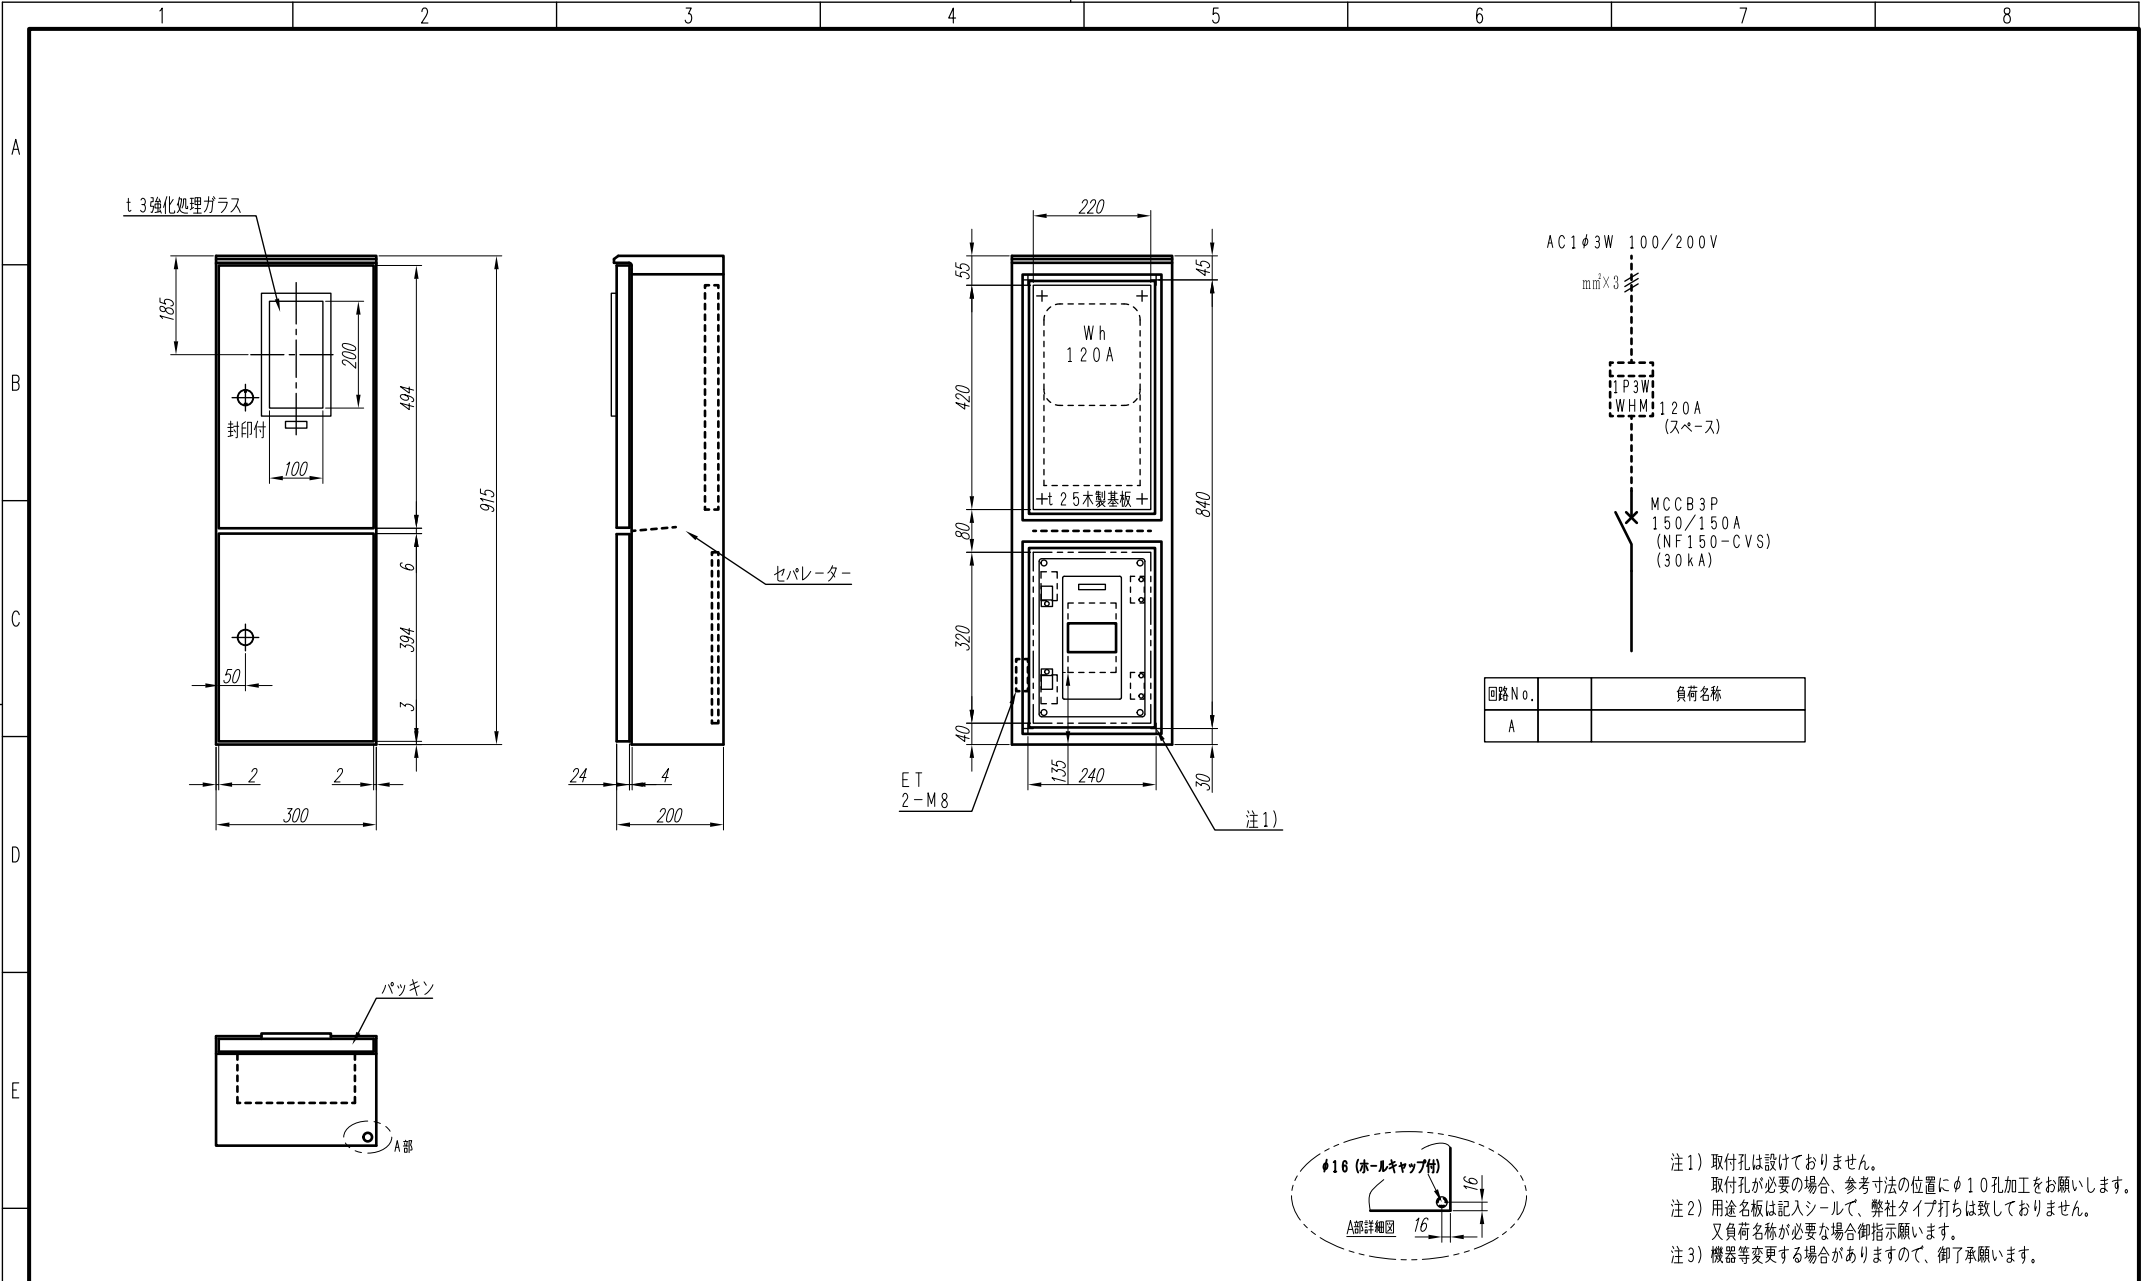 1 2 3 4 5 6 7 8
A
B
C
D
E
t3強化処理ガラス
185
200
494
封印付
100
915
6
394
50
3
2
2
300
セパレーター
24
4
200
220
55
45
Wh
120A
420
t25木製基板
840
80
320
40
135
240
30
ET
2-M8
注1)
AC1φ3W 100/200V
mm²×3
1P3W
WHM
120A
(スペース)
MCCB3P
150/150A
(NF150-CVS)
(30kA)
回路No. 負荷名称
A
パッキン
A部
φ16(ホールキャップ付)
16
A部詳細図
16
注1) 取付孔は設けておりません。
取付孔が必要の場合、参考寸法の位置にφ10孔加工をお願いします。
注2) 用途名板は記入シールで、弊社タイプ打ちは致しておりません。
又負荷名称が必要な場合御指示願います。
注3) 機器等変更する場合がありますので、御了承願います。